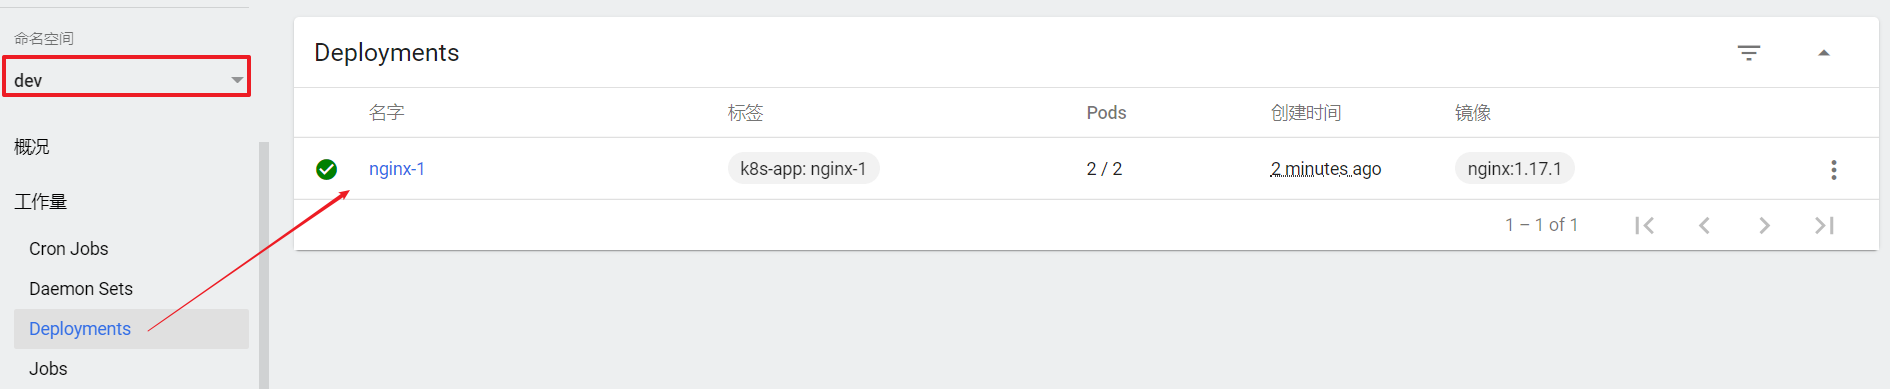 命名空间
dev
概况
工作量
Cron Jobs
Daemon Sets
Deployments
Jobs
Deployments
名字 标签 Pods 创建时间 镜像
nginx-1 k8s-app: nginx-1 2 / 2 2 minutes ago nginx:1.17.1
1 – 1 of 1